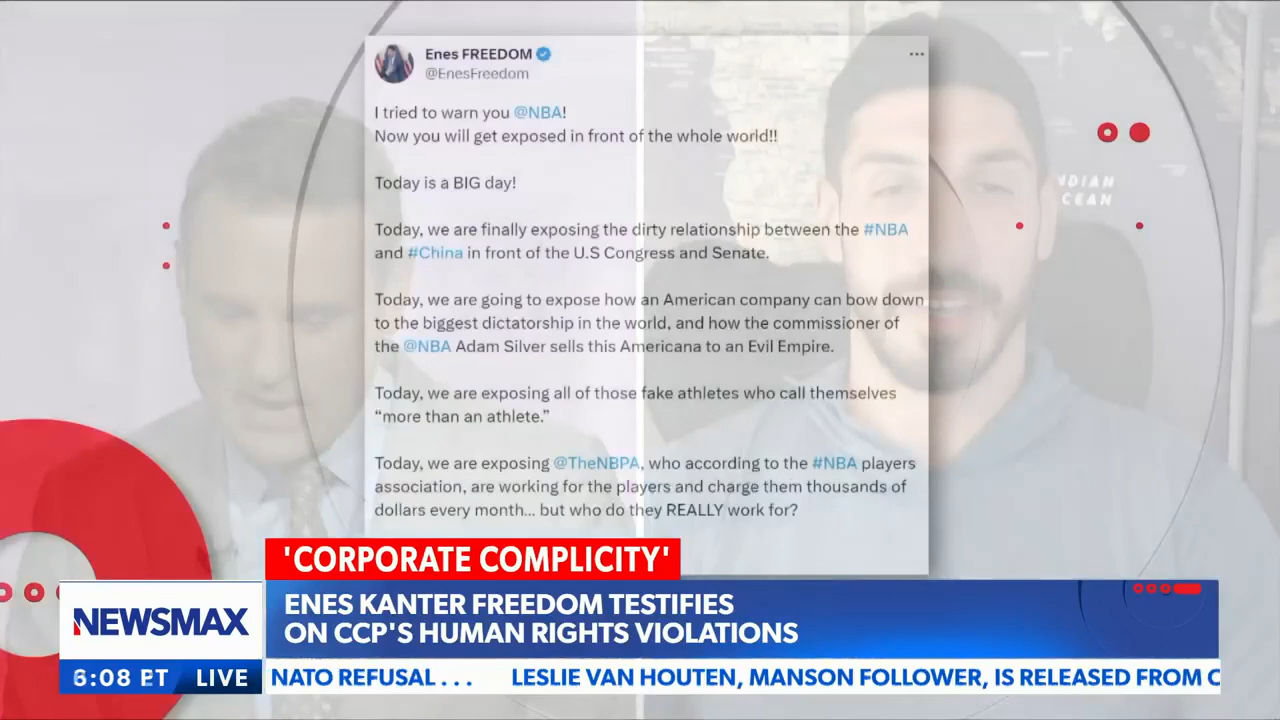 Enes FREEDOM
@EnesFreedom
I tried to warn you @NBA!
Now you will get exposed in front of the whole world!!
Today is a BIG day!
Today, we are finally exposing the dirty relationship between the #NBA
and #China in front of the U.S Congress and Senate.
Today, we are going to expose how an American company can bow down
to the biggest dictatorship in the world, and how the commissioner of
the @NBA Adam Silver sells this Americana to an Evil Empire.
Today, we are exposing all of those fake athletes who call themselves
“more than an athlete.”
Today, we are exposing @TheNBPA, who according to the #NBA players
association, are working for the players and charge them thousands of
dollars every month... but who do they REALLY work for?
NDIAN
CEAN
'CORPORATE COMPLICITY'
ENES KANTER FREEDOM TESTIFIES
ON CCP'S HUMAN RIGHTS VIOLATIONS
NEWSMAX
6:08 PT LIVE
NATO REFUSAL . . . LESLIE VAN HOUTEN, MANSON FOLLOWER, IS RELEASED FROM C